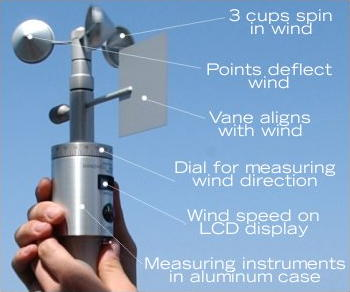 3 cups spin
in wind
Points deflect
wind
Vane aligns
with wind
Dial for measuring
wind direction
Wind speed on
LCD display
Measuring instruments
in aluminum case